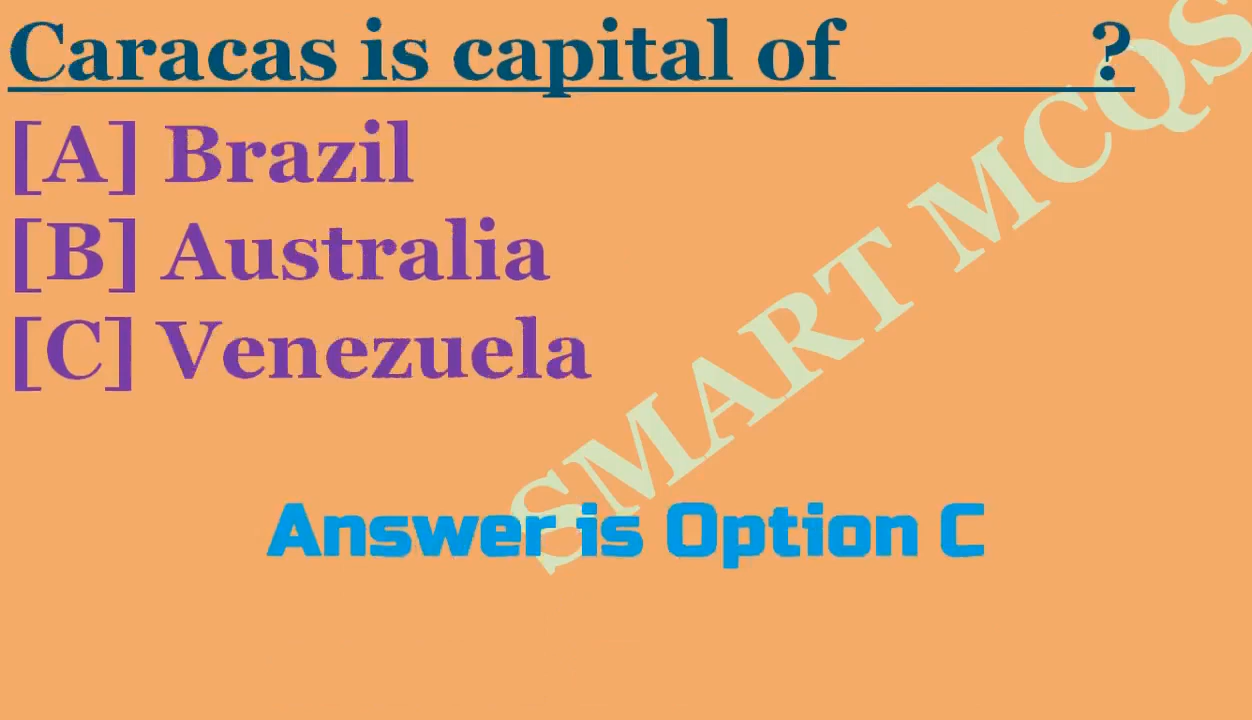 Caracas is capital of ?
[A] Brazil
[B] Australia
[C] Venezuela
SMART MCQS
Answer is Option C